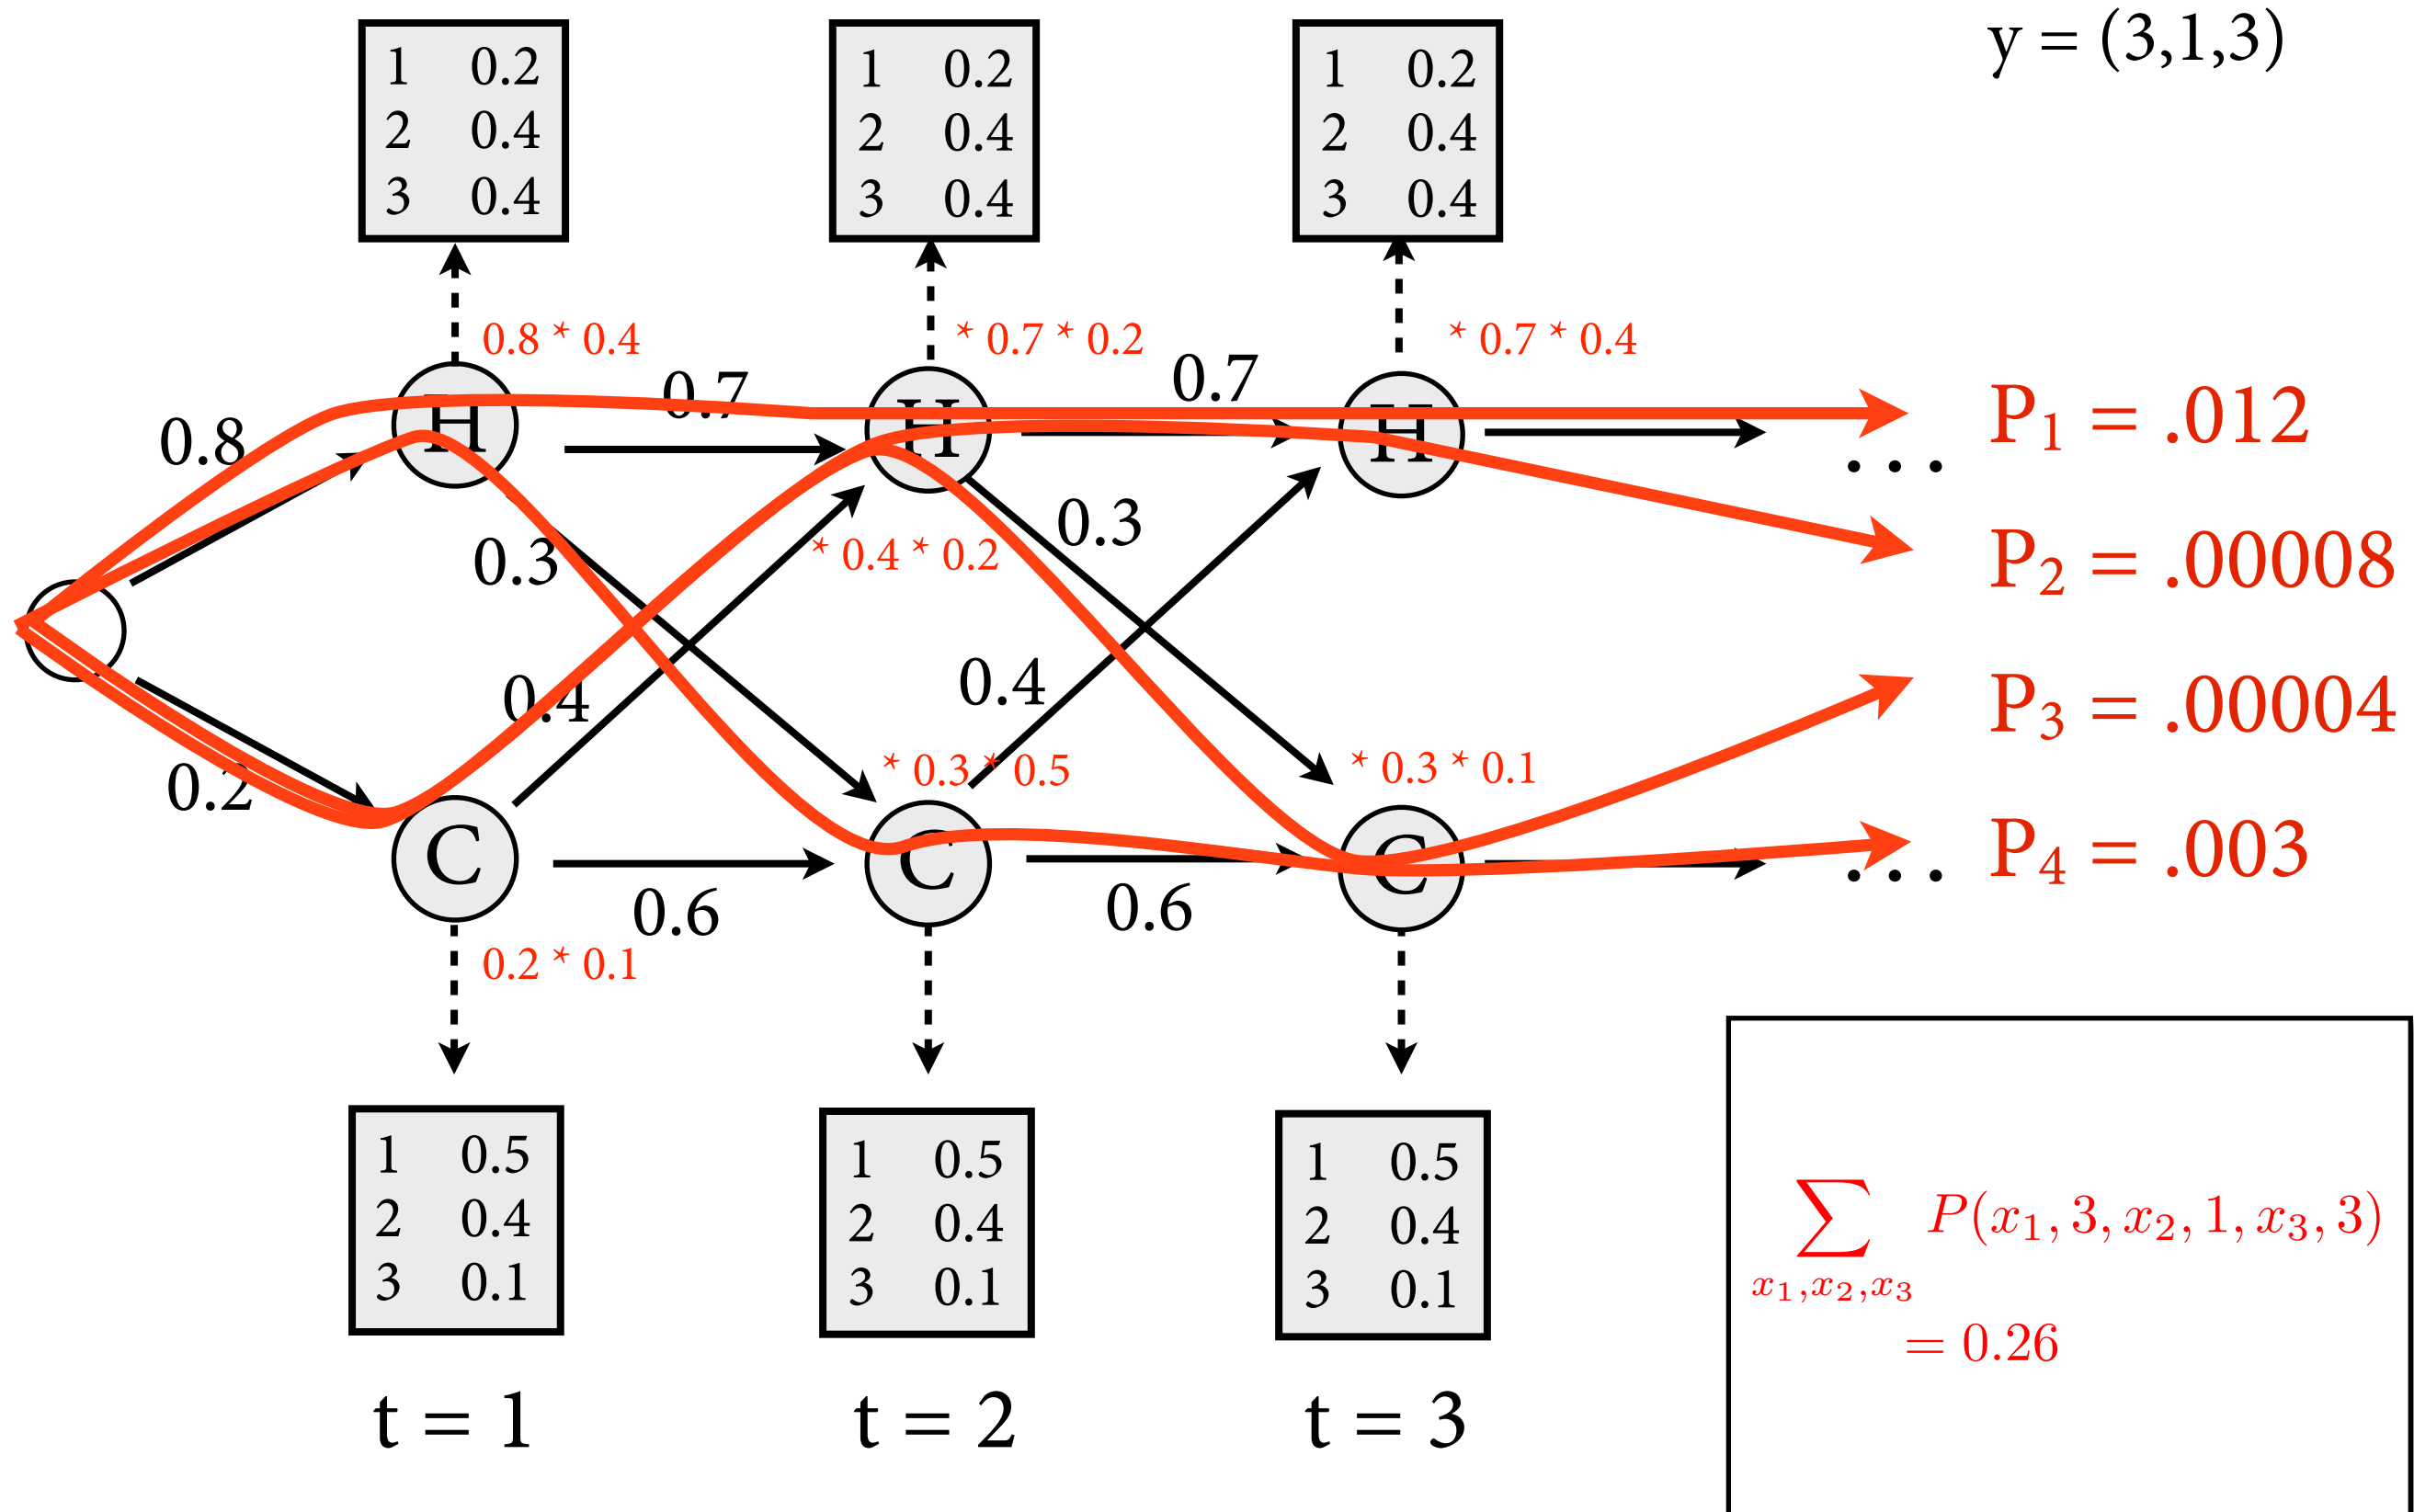 y = (3,1,3)
1 0.2
2 0.4
3 0.4
1 0.2
2 0.4
3 0.4
1 0.2
2 0.4
3 0.4
0.8 * 0.4
* 0.7 * 0.2
* 0.7 * 0.4
0.8
H
0.7
H
0.7
H
...
P1 = .012
0.3
* 0.4 * 0.2
0.3
P2 = .00008
0.4
0.4
P3 = .00004
0.2
* 0.3 * 0.5
* 0.3 * 0.1
C
0.6
C
0.6
C
...
P4 = .003
0.2 * 0.1
1 0.5
2 0.4
3 0.1
1 0.5
2 0.4
3 0.1
1 0.5
2 0.4
3 0.1
∑ P(x1, 3, x2, 1, x3, 3)
x1,x2,x3
= 0.26
t = 1
t = 2
t = 3